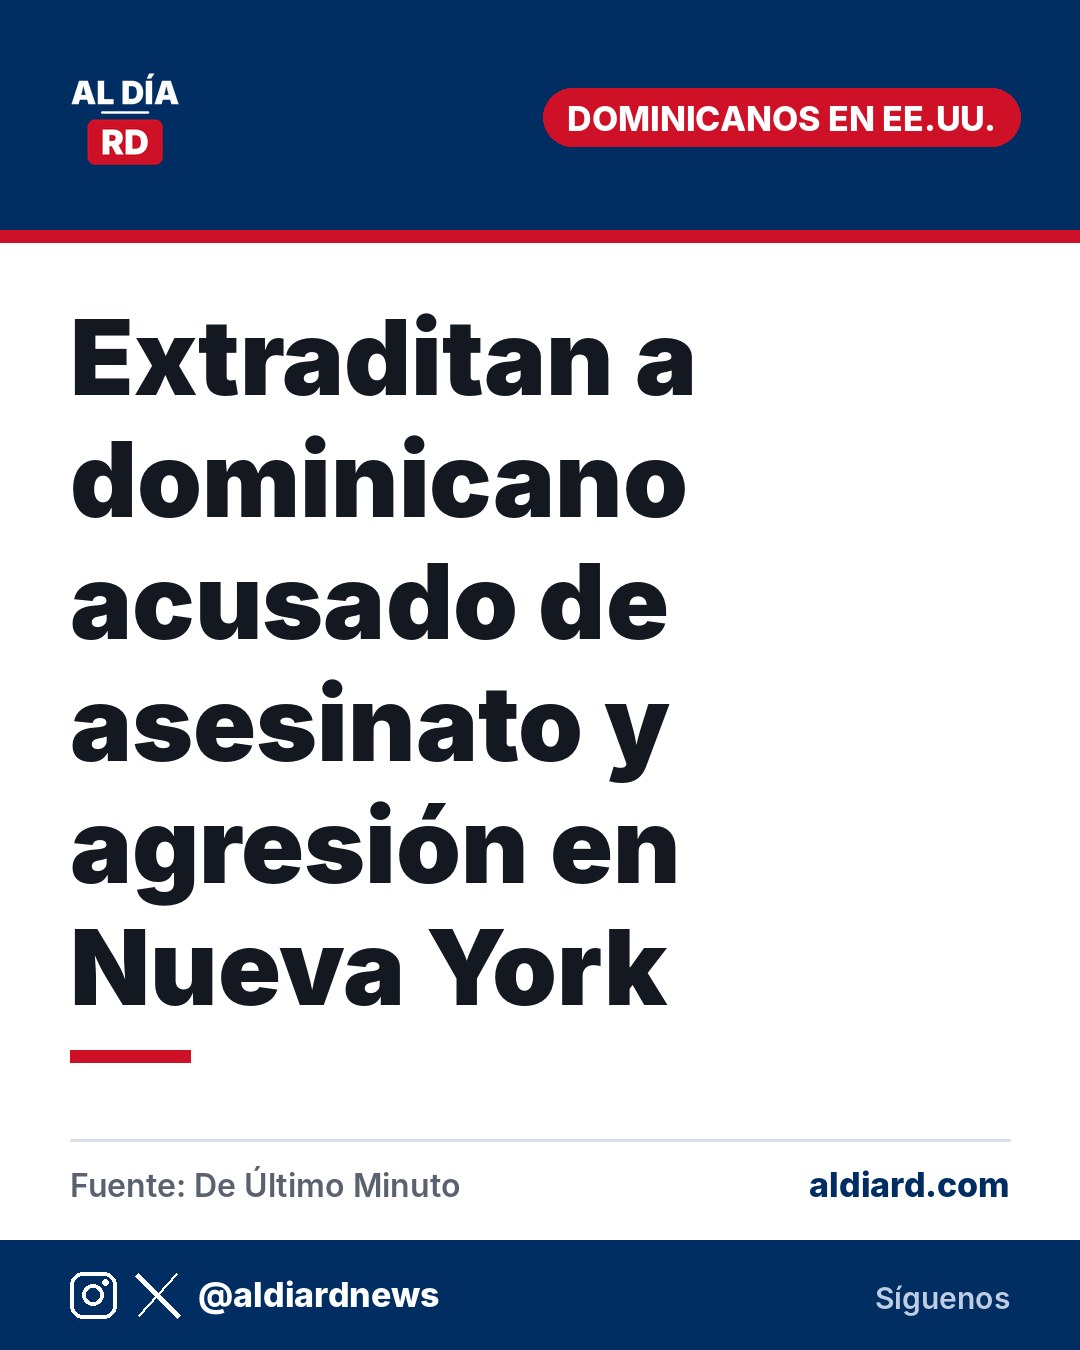 AL DÍA
RD
DOMINICANOS EN EE.UU.
Extraditan a
dominicano
acusado de
asesinato y
agresión en
Nueva York
Fuente: De Último Minuto
aldiard.com
@aldiardnews
Síguenos